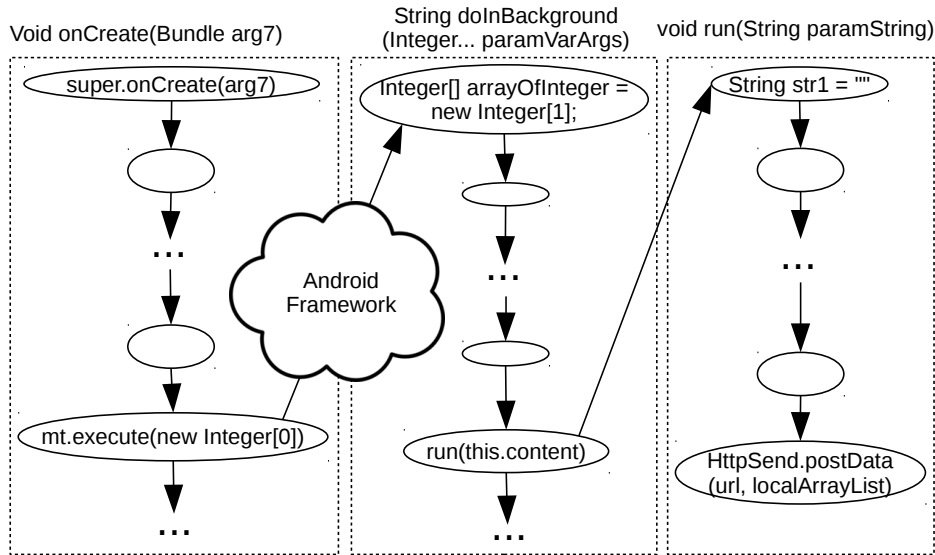 Void onCreate(Bundle arg7)
super.onCreate(arg7)
...
mt.execute(new Integer[0])
...
Android
Framework
String doInBackground
(Integer... paramVarArgs)
Integer[] arrayOfInteger =
new Integer[1];
...
run(this.content)
...
void run(String paramString)
String str1 = ""
...
HttpSend.postData
(url, localArrayList)